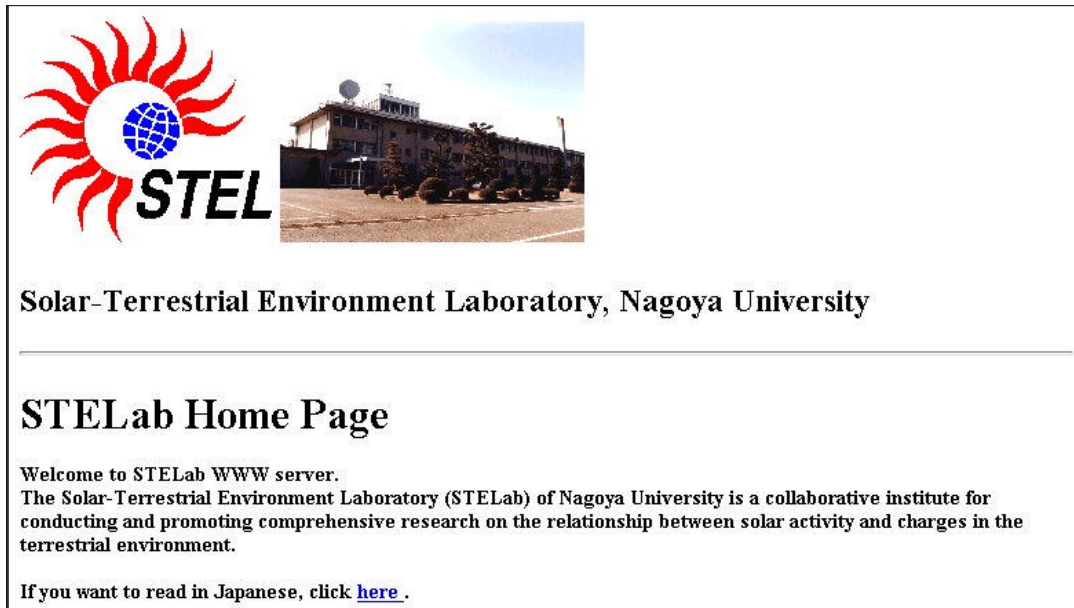 STEL
Solar-Terrestrial Environment Laboratory, Nagoya University
STELab Home Page
Welcome to STELab WWW server.
The Solar-Terrestrial Environment Laboratory (STELab) of Nagoya University is a collaborative institute for
conducting and promoting comprehensive research on the relationship between solar activity and charges in the
terrestrial environment.
If you want to read in Japanese, click here .